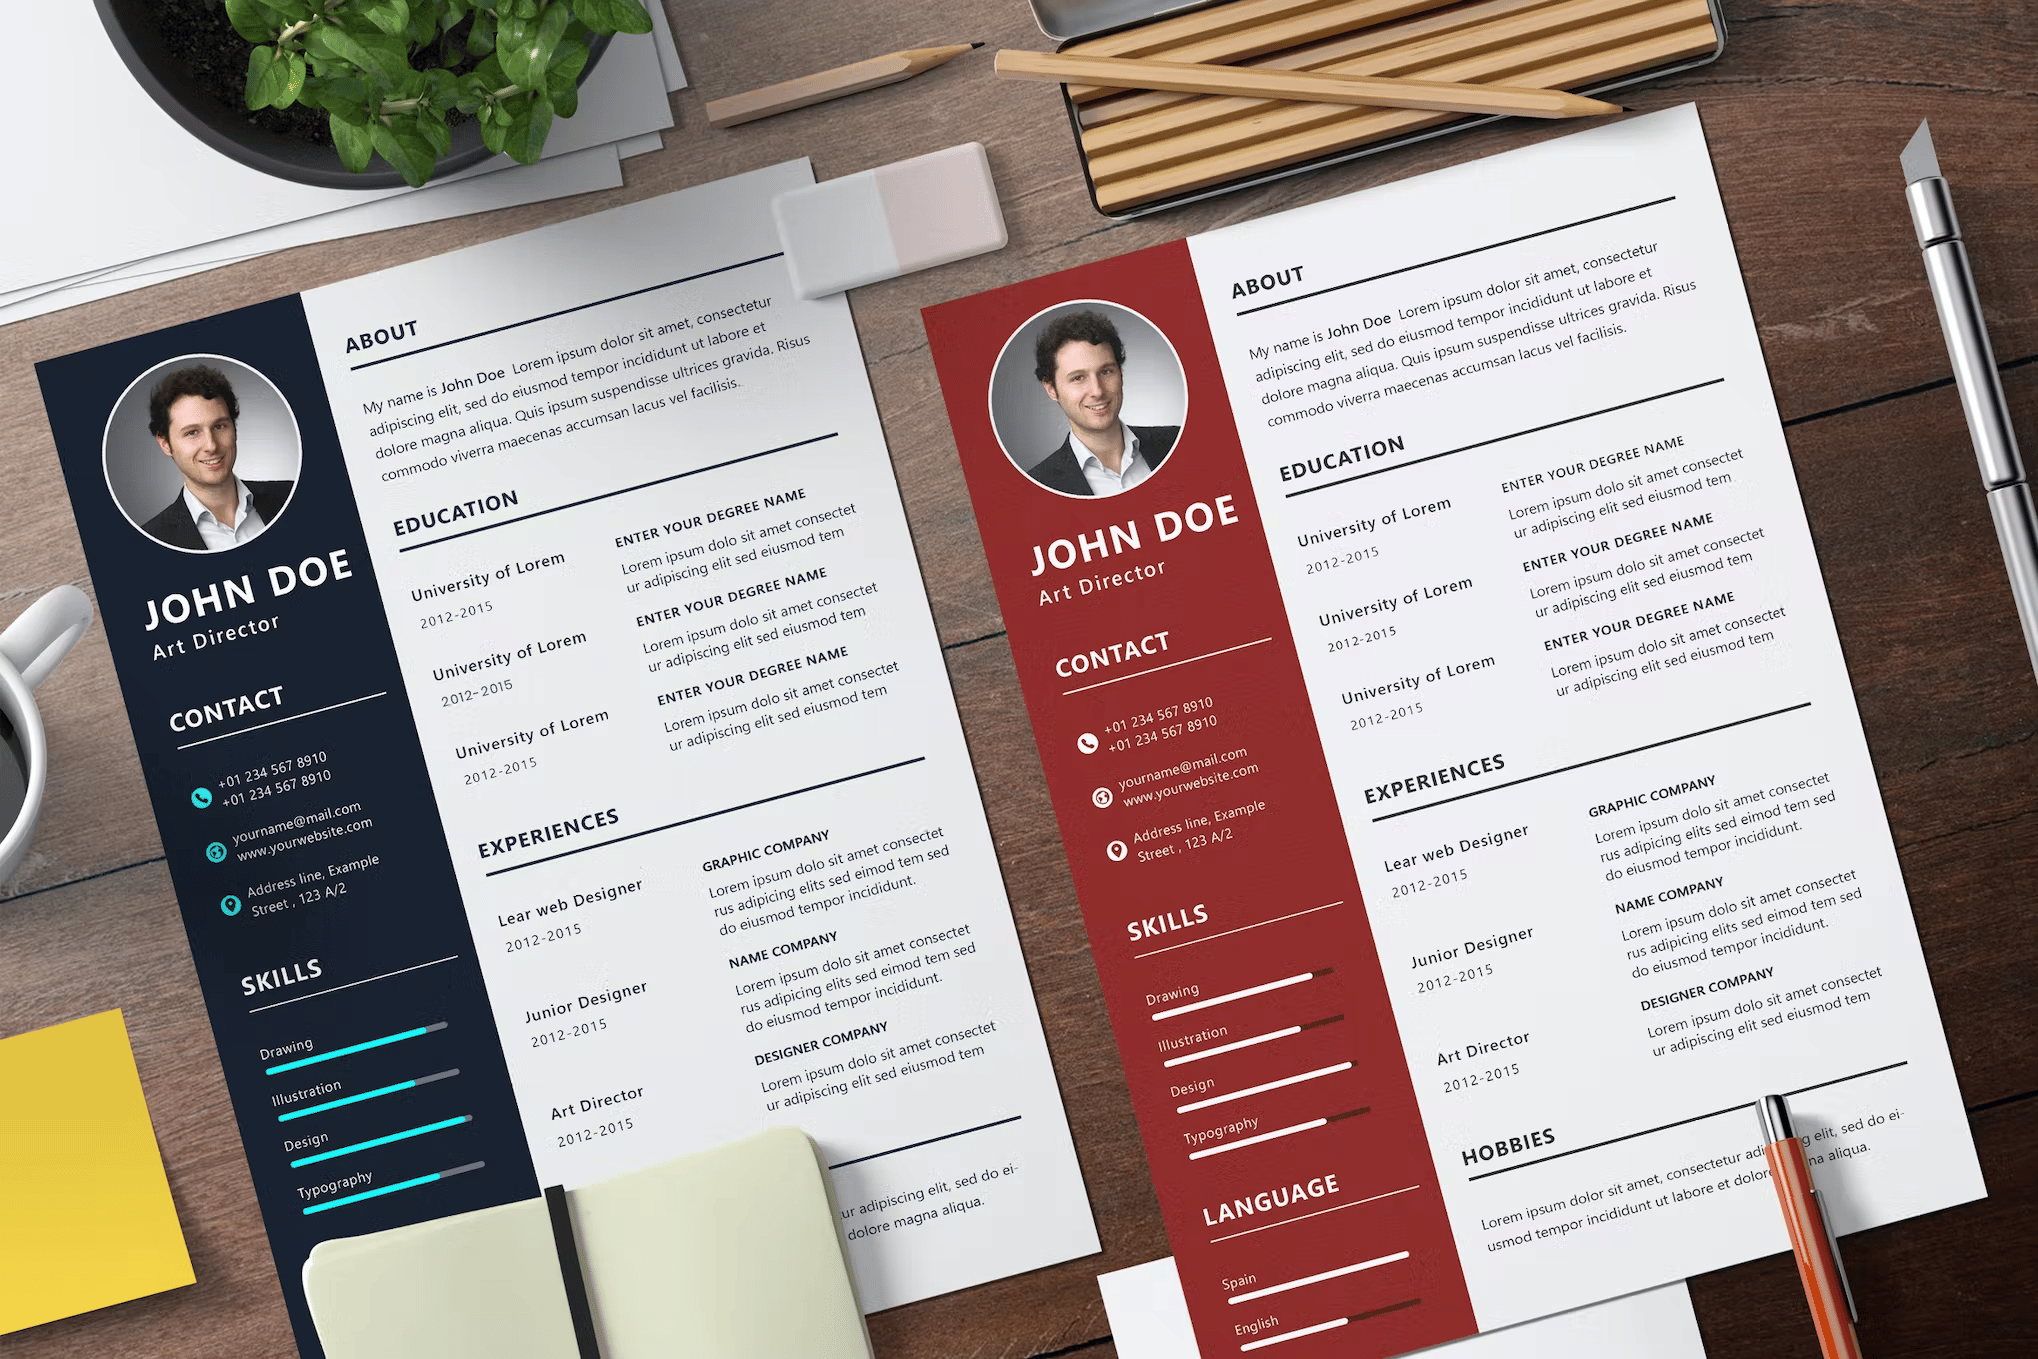 JOHN DOE
Art Director
CONTACT
+01 234 567 8910
+01 234 567 8910
yourname@mail.com
www.yourwebsite.com
Address line, Example
Street , 123 A/2
SKILLS
Drawing
Illustration
Design
Typography
ABOUT
My name is John Doe Lorem ipsum dolor sit amet, consectetur
adipiscing elit, sed do eiusmod tempor incididunt ut labore et
dolore magna aliqua. Quis ipsum suspendisse ultrices gravida. Risus
commodo viverra maecenas accumsan lacus vel facilisis.
EDUCATION
University of Lorem
2012-2015
ENTER YOUR DEGREE NAME
Lorem ipsum dolo sit amet consectet
ur adipiscing elit sed eiusmod tem
University of Lorem
2012-2015
ENTER YOUR DEGREE NAME
Lorem ipsum dolo sit amet consectet
ur adipiscing elit sed eiusmod tem
University of Lorem
2012-2015
ENTER YOUR DEGREE NAME
Lorem ipsum dolo sit amet consectet
ur adipiscing elit sed eiusmod tem
EXPERIENCES
Lear web Designer
2012-2015
GRAPHIC COMPANY
Lorem ipsum dolo sit amet consectet
rus adipicing elits sed eimod tem sed
do eiusmod tempor incididunt.
Junior Designer
2012-2015
NAME COMPANY
Lorem ipsum dolo sit amet consectet
rus adipicing elits sed eimod tem sed
do eiusmod tempor incididunt.
Art Director
2012-2015
DESIGNER COMPANY
Lorem ipsum dolo sit amet consectet
ur adipiscing elit sed eiusmod tem
adipiscing elit, sed do ei-
dolore magna aliqua.
JOHN DOE
Art Director
CONTACT
+01 234 567 8910
+01 234 567 8910
yourname@mail.com
www.yourwebsite.com
Address line, Example
Street , 123 A/2
SKILLS
Drawing
Illustration
Design
Typography
LANGUAGE
Spain
English
ABOUT
My name is John Doe Lorem ipsum dolor sit amet, consectetur
adipiscing elit, sed do eiusmod tempor incididunt ut labore et
dolore magna aliqua. Quis ipsum suspendisse ultrices gravida. Risus
commodo viverra maecenas accumsan lacus vel facilisis.
EDUCATION
University of Lorem
2012-2015
ENTER YOUR DEGREE NAME
Lorem ipsum dolo sit amet consectet
ur adipiscing elit sed eiusmod tem
University of Lorem
2012-2015
ENTER YOUR DEGREE NAME
Lorem ipsum dolo sit amet consectet
ur adipiscing elit sed eiusmod tem
University of Lorem
2012-2015
ENTER YOUR DEGREE NAME
Lorem ipsum dolo sit amet consectet
ur adipiscing elit sed eiusmod tem
EXPERIENCES
Lear web Designer
2012-2015
GRAPHIC COMPANY
Lorem ipsum dolo sit amet consectet
rus adipicing elits sed eimod tem sed
do eiusmod tempor incididunt.
Junior Designer
2012-2015
NAME COMPANY
Lorem ipsum dolo sit amet consectet
rus adipicing elits sed eimod tem sed
do eiusmod tempor incididunt.
Art Director
2012-2015
DESIGNER COMPANY
Lorem ipsum dolo sit amet consectet
ur adipiscing elit sed eiusmod tem
HOBBIES
Lorem ipsum dolor sit amet, consectetur elit, sed do ei-
usmod tempor incididunt ut labore et dolore aliqua.